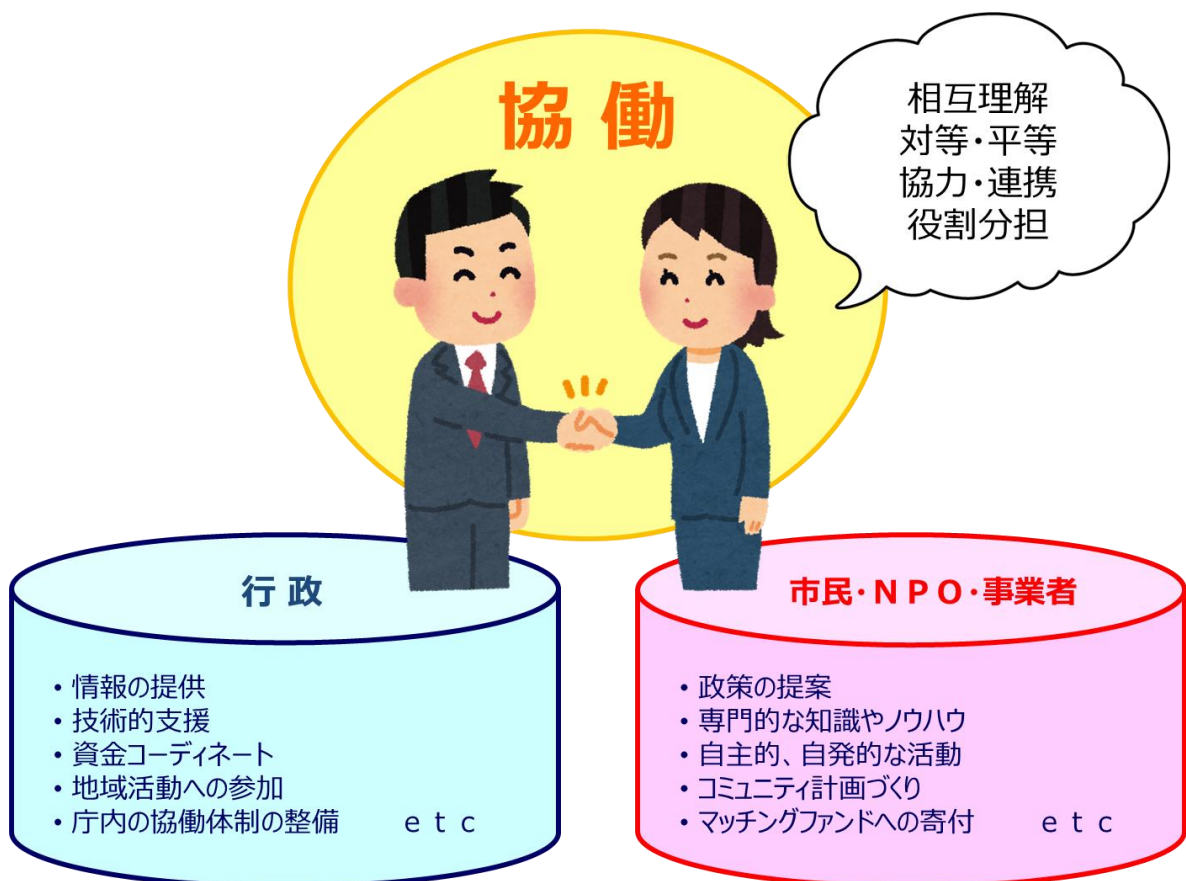 協 働
相互理解
対等・平等
協力・連携
役割分担
行 政
・情報の提供
・技術的支援
・資金コーディネート
・地域活動への参加
・庁内の協働体制の整備　　ｅｔｃ
市民・ＮＰＯ・事業者
・政策の提案
・専門的な知識やノウハウ
・自主的、自発的な活動
・コミュニティ計画づくり
・マッチングファンドへの寄付　　ｅｔｃ